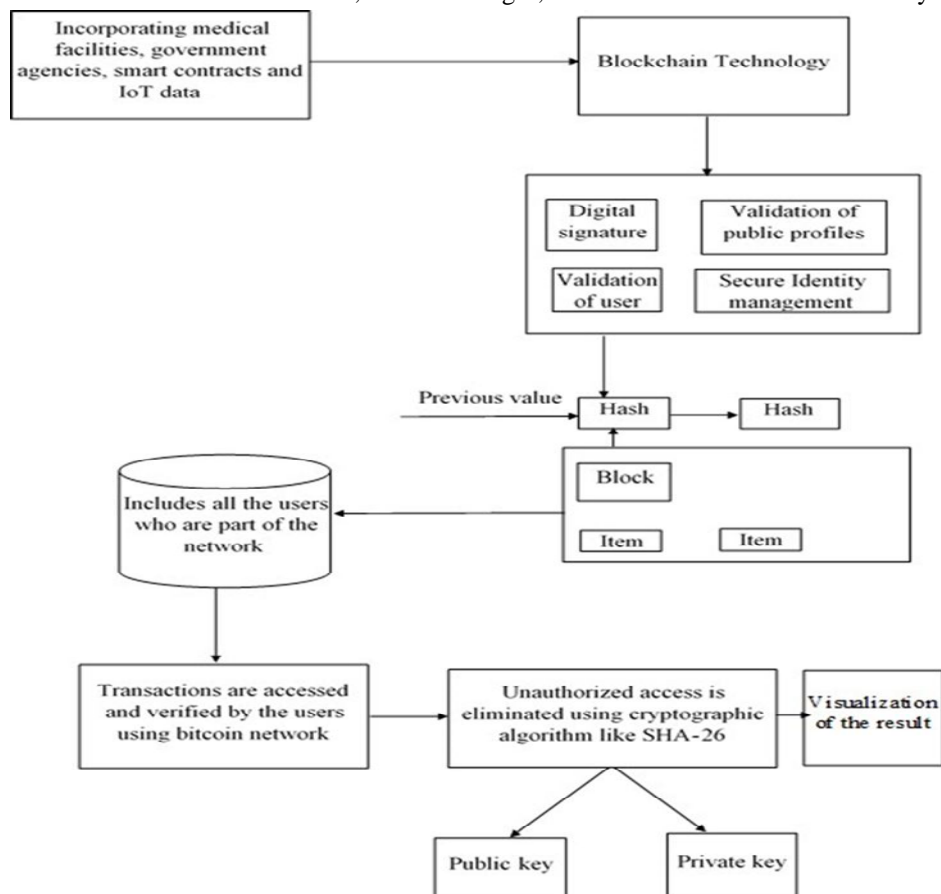 Incorporating medical
facilities, government
agencies, smart contracts and
IoT data
Blockchain Technology
Digital
signature
Validation of
public profiles
Validation
of user
Secure Identity
management
Previous value
Hash
Hash
Block
Item
Item
Includes all the users
who are part of the
network
Transactions are accessed
and verified by the users
using bitcoin network
Unauthorized access is
eliminated using cryptographic
algorithm like SHA-26
Visualization
of the result
Public key
Private key